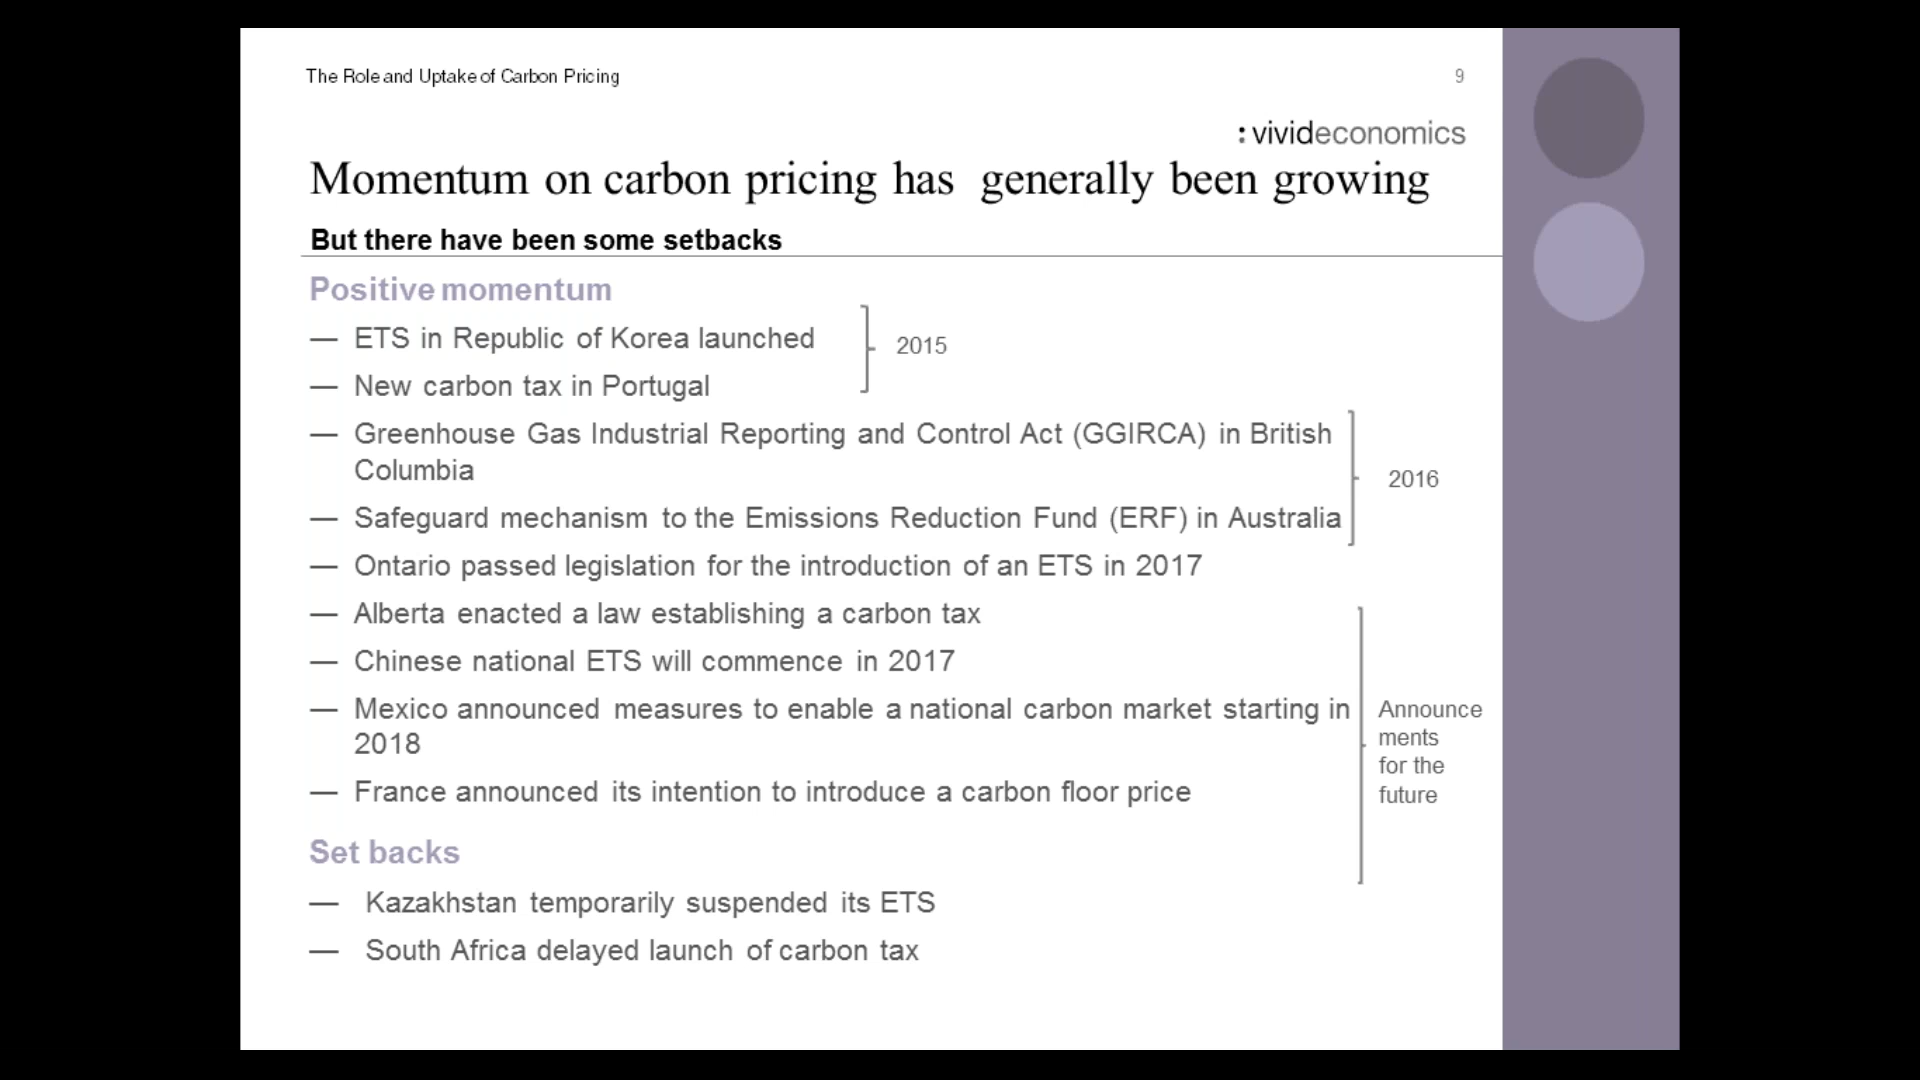 The Role and Uptake of Carbon Pricing
9
:vivideconomics
Momentum on carbon pricing has generally been growing
But there have been some setbacks
Positive momentum
— ETS in Republic of Korea launched
— New carbon tax in Portugal
2015
— Greenhouse Gas Industrial Reporting and Control Act (GGIRCA) in British
Columbia
— Safeguard mechanism to the Emissions Reduction Fund (ERF) in Australia
2016
— Ontario passed legislation for the introduction of an ETS in 2017
— Alberta enacted a law establishing a carbon tax
— Chinese national ETS will commence in 2017
— Mexico announced measures to enable a national carbon market starting in
2018
— France announced its intention to introduce a carbon floor price
Announce
ments
for the
future
Set backs
— Kazakhstan temporarily suspended its ETS
— South Africa delayed launch of carbon tax